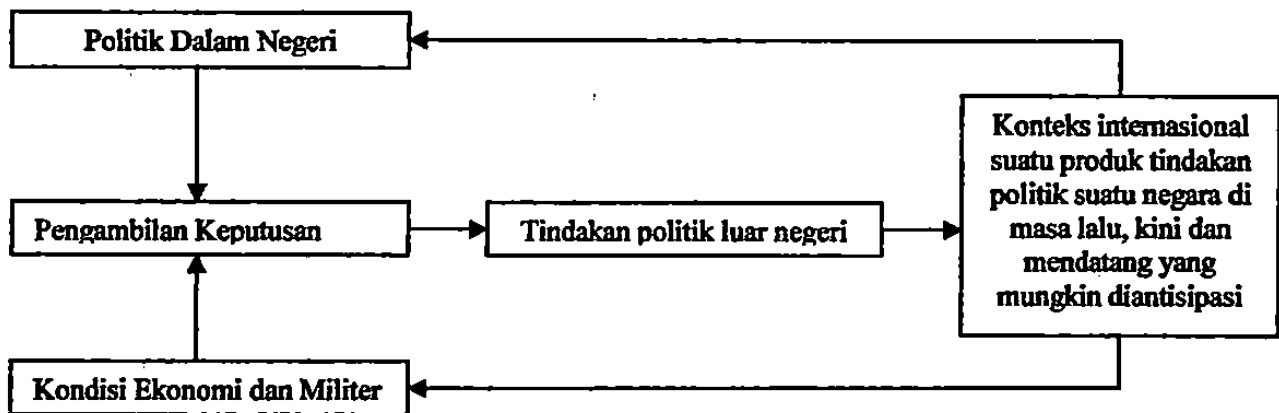 Politik Dalam Negeri
Konteks internasional
suatu produk tindakan
politik suatu negara di
masa lalu, kini dan
mendatang yang
mungkin diantisipasi
Pengambilan Keputusan
Tindakan politik luar negeri
Kondisi Ekonomi dan Militer